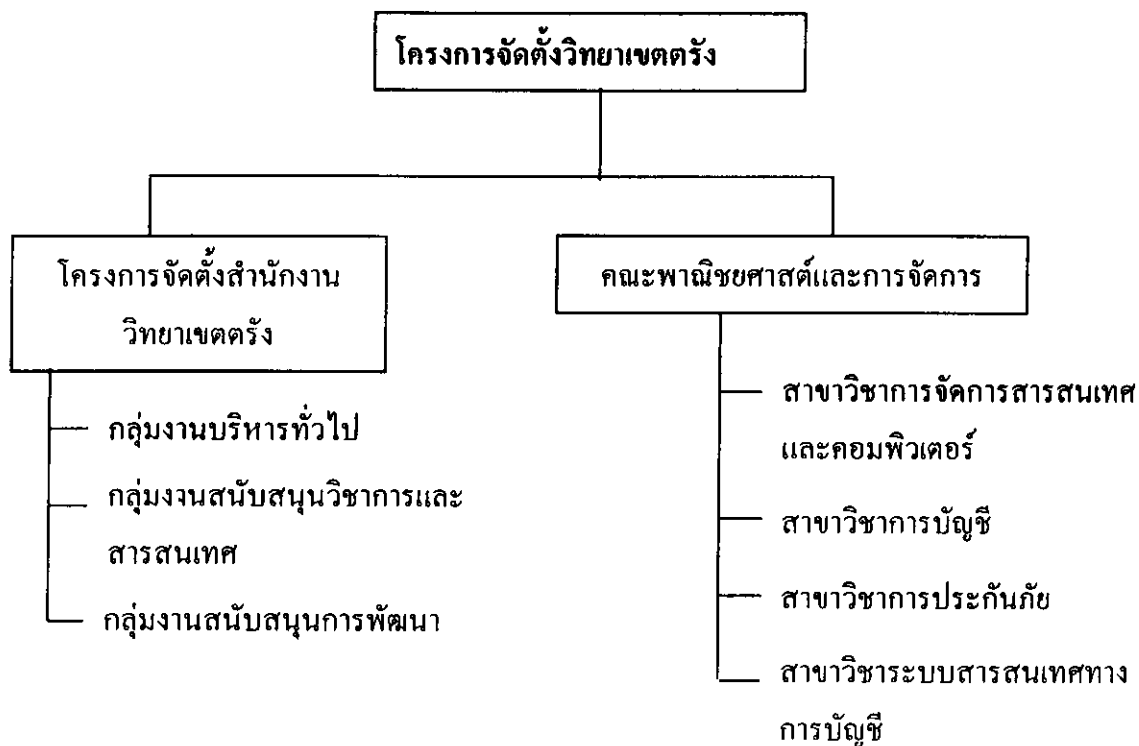 โครงการจัดตั้งวิทยาเขตตรัง
โครงการจัดตั้งสำนักงาน
วิทยาเขตตรัง
กลุ่มงานบริหารทั่วไป
กลุ่มงานสนับสนุนวิชาการและ
สารสนเทศ
กลุ่มงานสนับสนุนการพัฒนา
คณะพาณิชยศาสต์และการจัดการ
สาขาวิชาการจัดการสารสนเทศ
และคอมพิวเตอร์
สาขาวิชาการบัญชี
สาขาวิชาการประกันภัย
สาขาวิชาระบบสารสนเทศทาง
การบัญชี